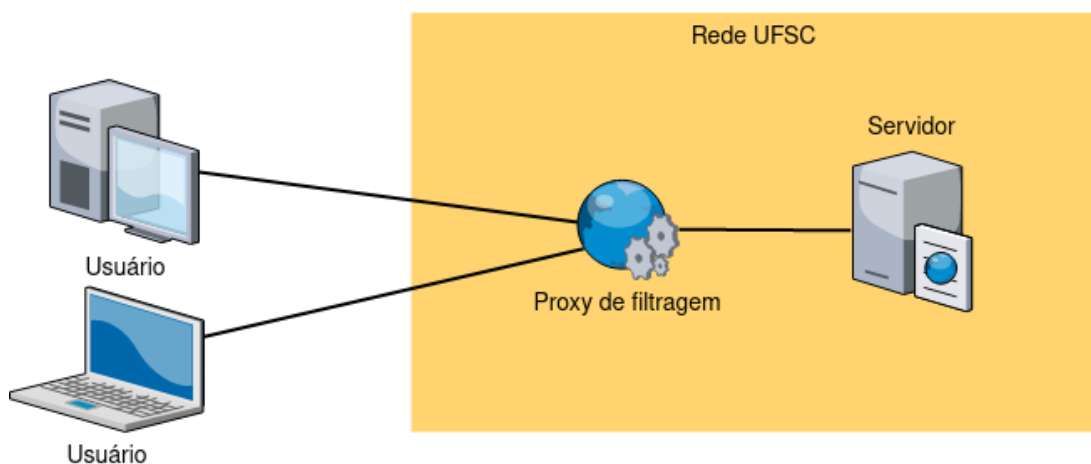 Rede UFSC
Servidor
Usuário
Proxy de filtragem
Usuário